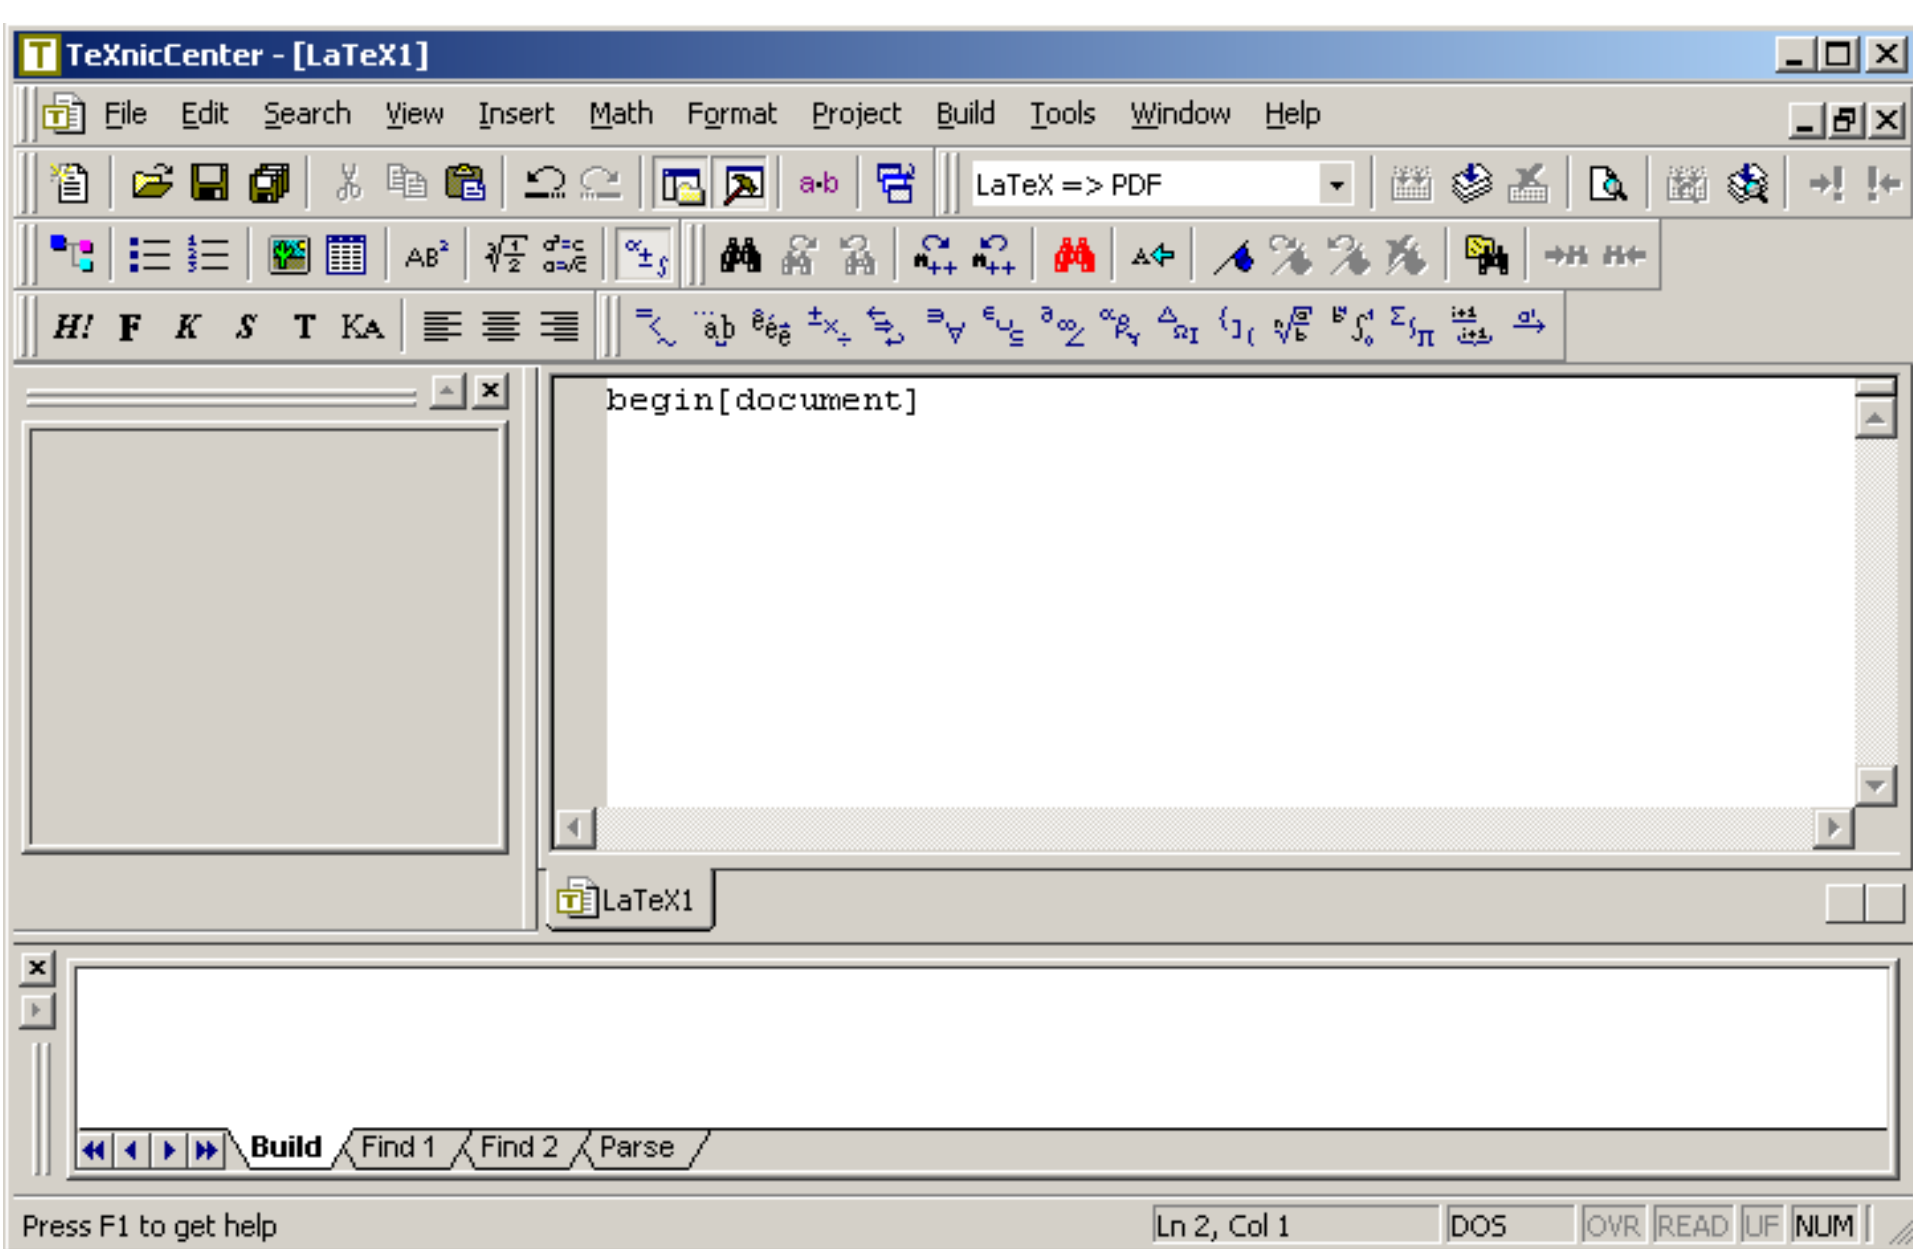 TeXnicCenter - [LaTeX1]
File Edit Search View Insert Math Format Project Build Tools Window Help
a-b LaTeX => PDF
AB²
H! F K S T KA
begin[document]
LaTeX1
Build Find 1 Find 2 Parse
Press F1 to get help Ln 2, Col 1 DOS OVR READ UF NUM